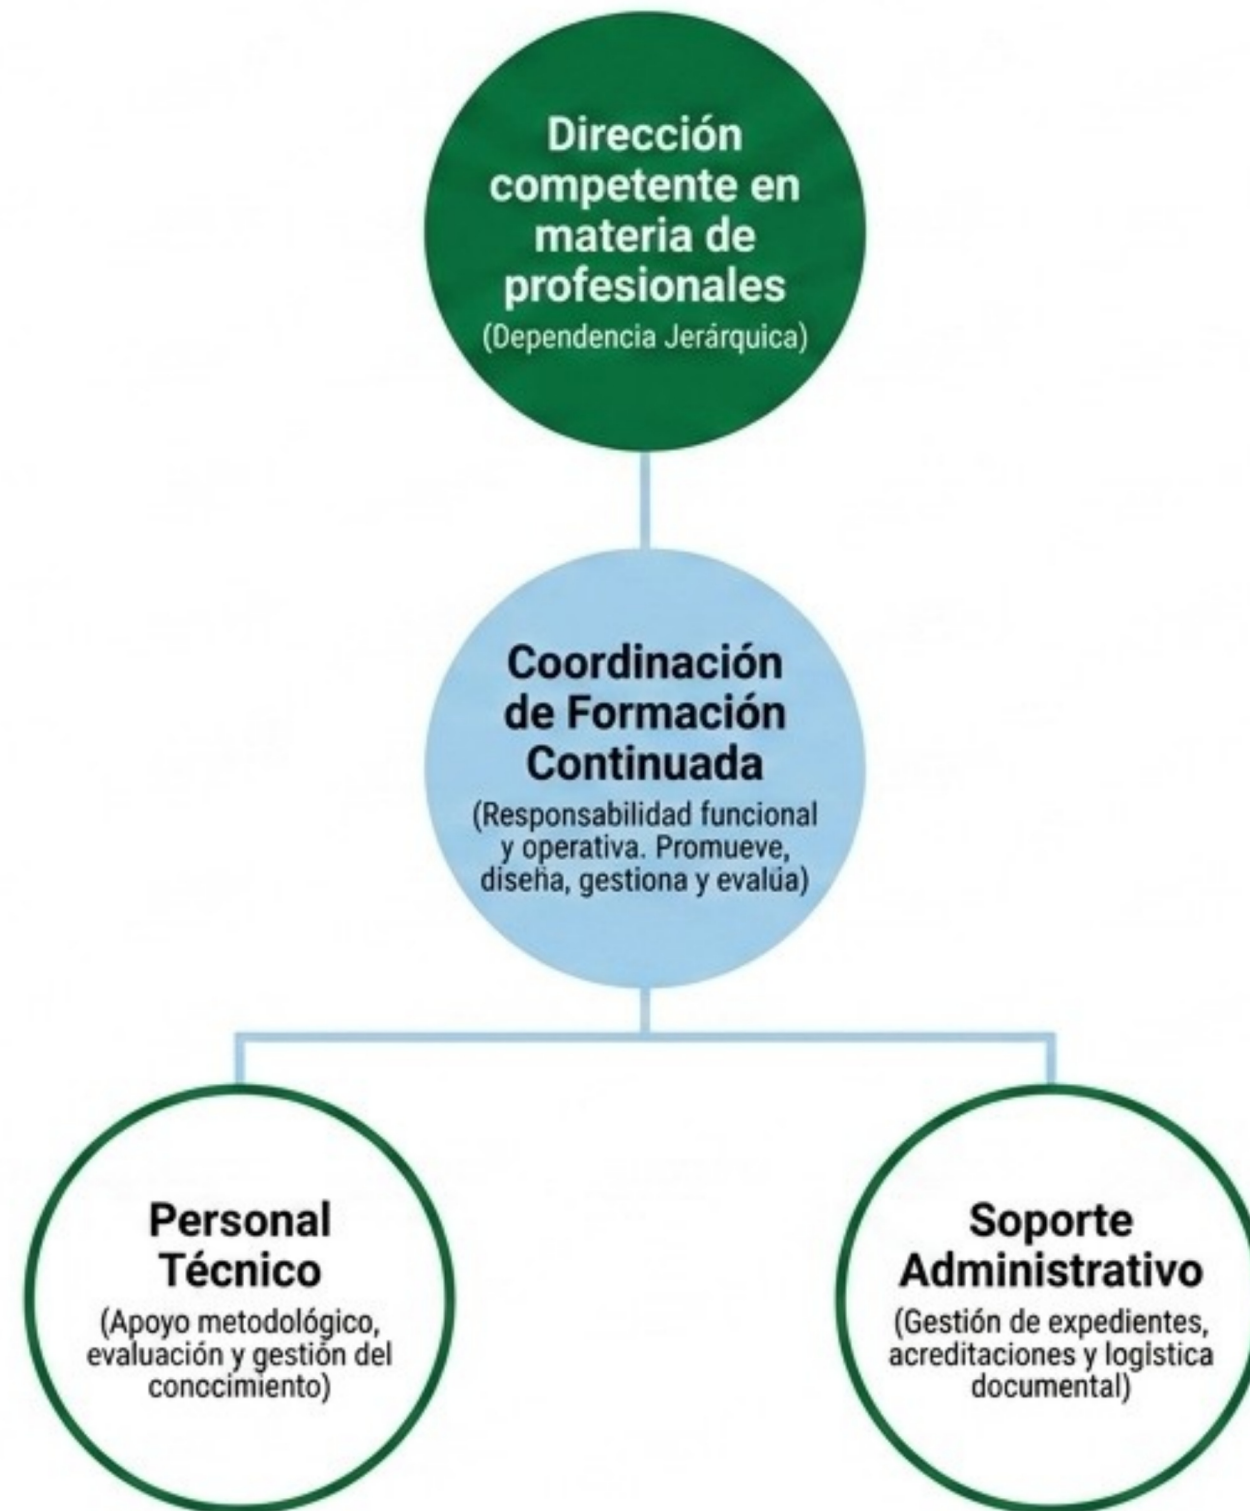 Dirección
competente en
materia de
profesionales
(Dependencia Jerárquica)
Coordinación
de Formación
Continuada
(Responsabilidad funcional
y operativa. Promueve,
diseña, gestiona y evalúa)
Personal
Técnico
(Apoyo metodológico,
evaluación y gestión del
conocimiento)
Soporte
Administrativo
(Gestión de expedientes,
acreditaciones y logística
documental)